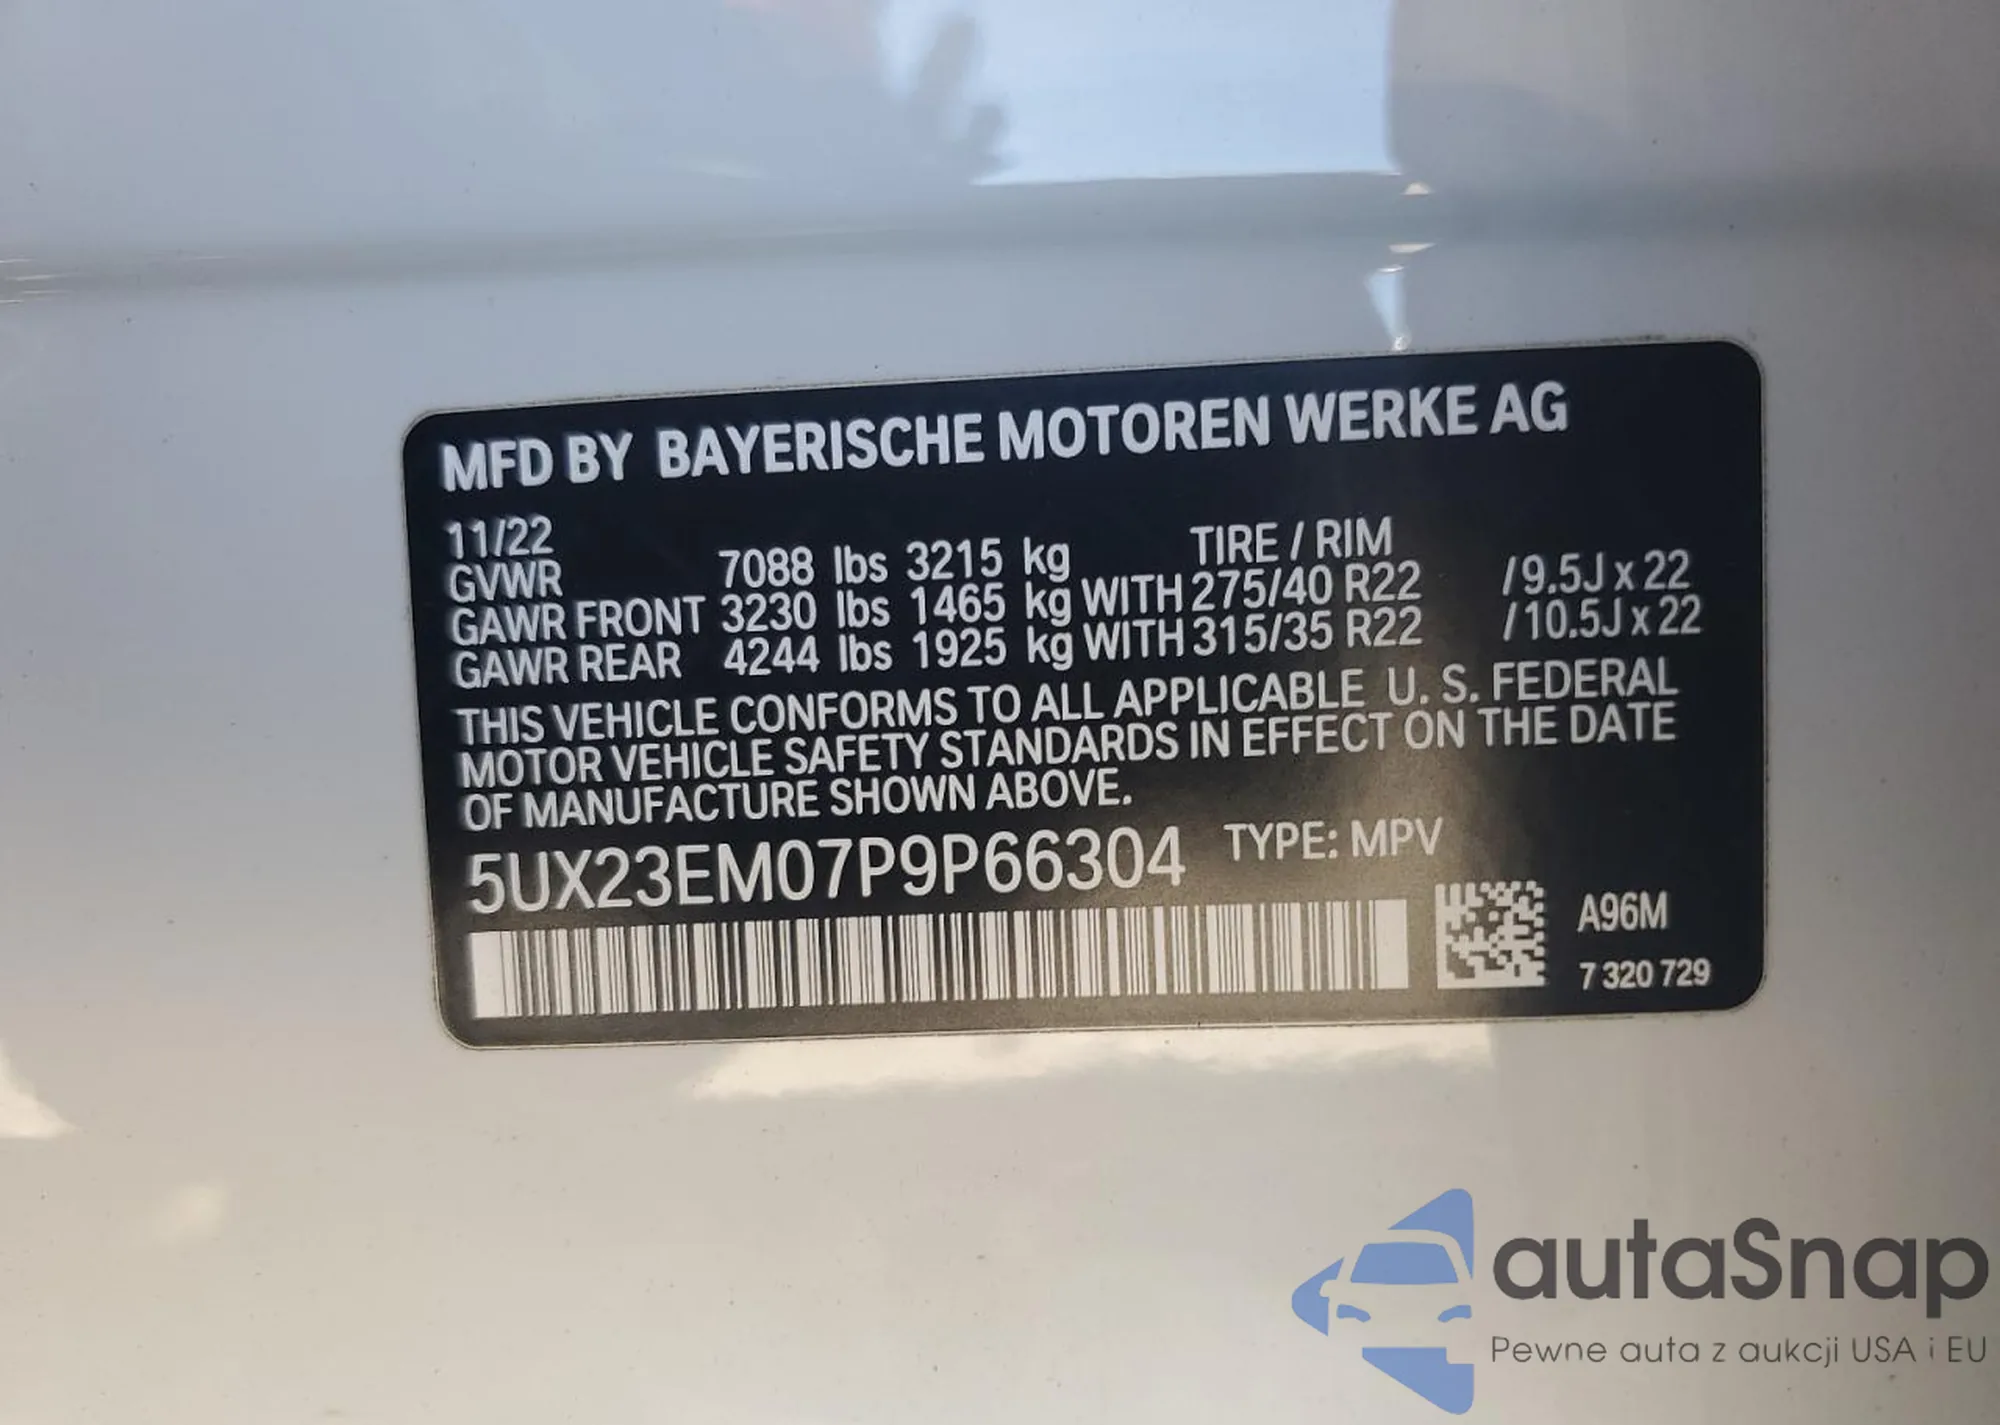 MFD BY BAYERISCHE MOTOREN WERKE AG
11/22 TIRE / RIM
GVWR 7088 lbs 3215 kg
GAWR FRONT 3230 lbs 1465 kg WITH 275/40 R22 / 9.5J x 22
GAWR REAR 4244 lbs 1925 kg WITH 315/35 R22 / 10.5J x 22
THIS VEHICLE CONFORMS TO ALL APPLICABLE U. S. FEDERAL
MOTOR VEHICLE SAFETY STANDARDS IN EFFECT ON THE DATE
OF MANUFACTURE SHOWN ABOVE.
5UX23EM07P9P66304 TYPE: MPV
A96M
7 320 729
autaSnap
Pewne auta z aukcji USA i EU